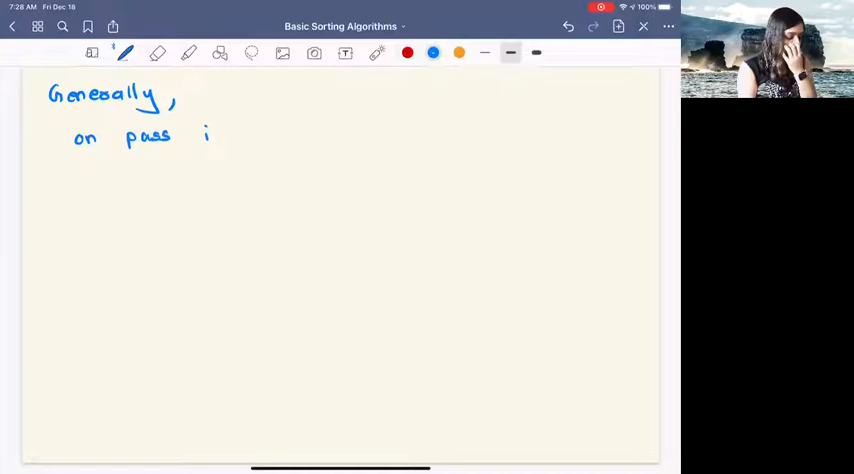 7:28 AM Fri Dec 18
100%
Basic Sorting Algorithms
Generally,
on pass i